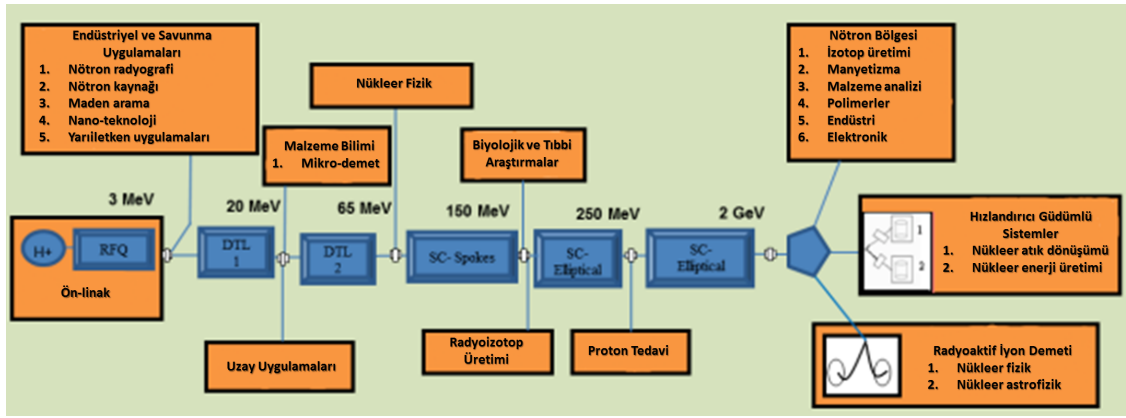 Endüstriyel ve Savunma
Uygulamaları
1. Nötron radyografi
2. Nötron kaynağı
3. Maden arama
4. Nano-teknoloji
5. Yarıiletken uygulamaları
Nükleer Fizik
Malzeme Bilimi
1. Mikro-demet
Biyolojik ve Tıbbi
Araştırmalar
Nötron Bölgesi
1. İzotop üretimi
2. Manyetizma
3. Malzeme analizi
4. Polimerler
5. Endüstri
6. Elektronik
3 MeV
20 MeV
65 MeV
150 MeV
250 MeV
2 GeV
H+
RFQ
Ön-linak
DTL
1
DTL
2
SC- Spokes
SC-
Elliptical
SC-
Elliptical
1
2
Hızlandırıcı Güdümlü
Sistemler
1. Nükleer atık dönüşümü
2. Nükleer enerji üretimi
Uzay Uygulamaları
Radyoizotop
Üretimi
Proton Tedavi
Radyoaktif İyon Demeti
1. Nükleer fizik
2. Nükleer astrofizik